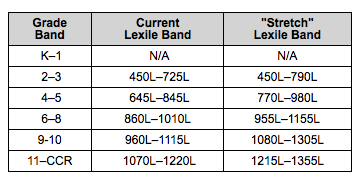 Grade Band Current Lexile Band "Stretch" Lexile Band
K–1 N/A N/A
2–3 450L–725L 450L–790L
4–5 645L–845L 770L–980L
6–8 860L–1010L 955L–1155L
9-10 960L–1115L 1080L–1305L
11–CCR 1070L–1220L 1215L–1355L